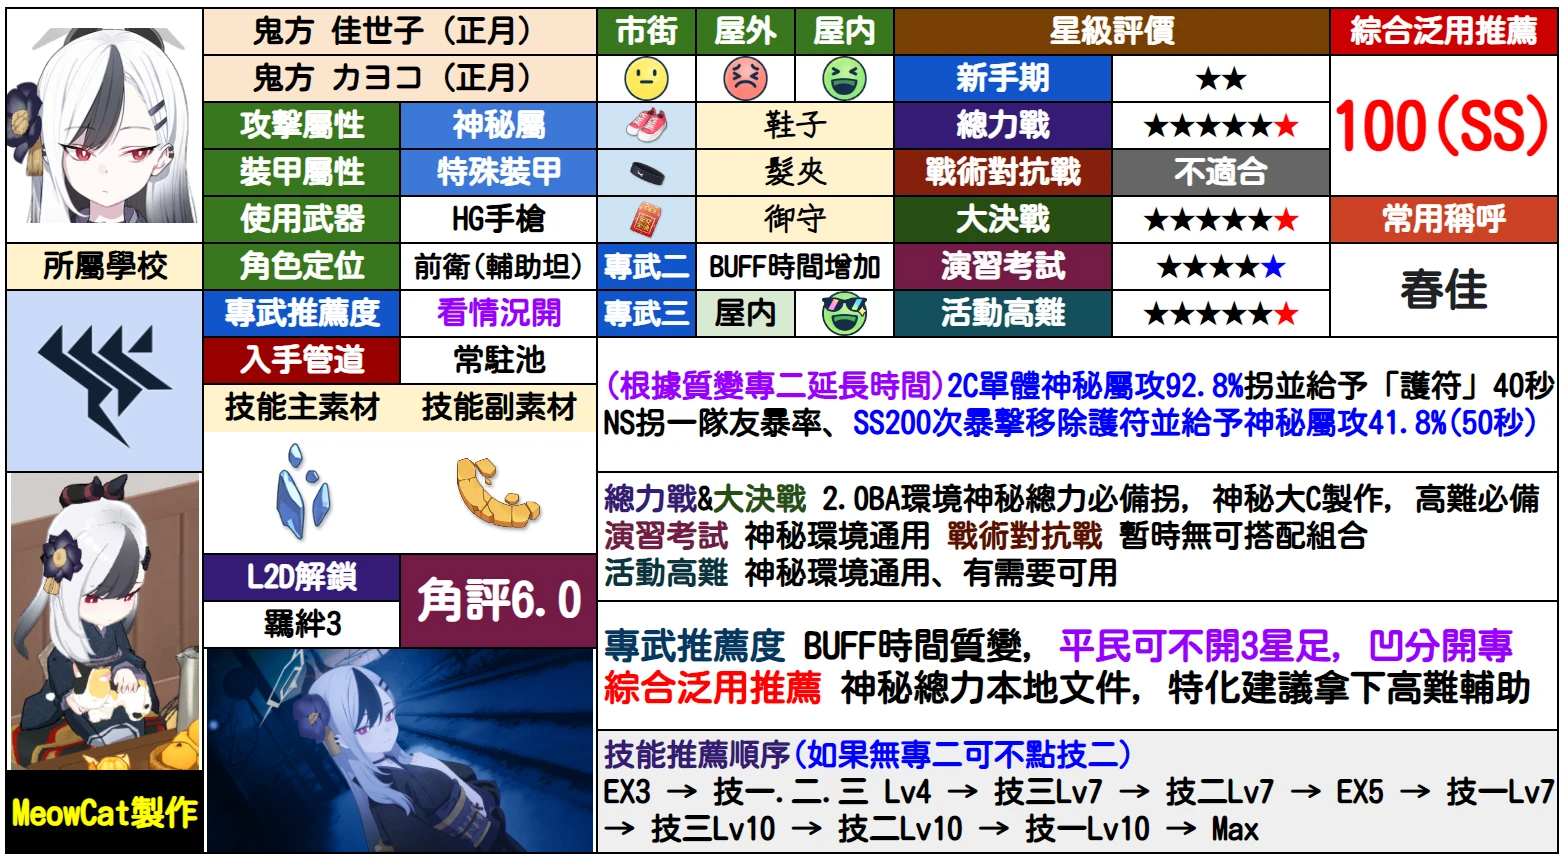 鬼方 佳世子 (正月)
鬼方 カヨコ (正月)
市街 屋外 屋內
星級評價
綜合泛用推薦
新手期 ★★
100(SS)
攻擊屬性 神秘屬
鞋子
總力戰 ★★★★★★
裝甲屬性 特殊裝甲
髮夾
戰術對抗戰 不適合
使用武器 HG手槍
御守
大決戰 ★★★★★★
常用稱呼
所屬學校
角色定位 前衛(輔助坦)
專武二 BUFF時間增加
演習考試 ★★★★★
春佳
專武推薦度 看情況開
專武三 屋內
活動高難 ★★★★★★
入手管道 常駐池
技能主素材 技能副素材
(根據質變專二延長時間)2C單體神秘屬攻92.8%拐並給予「護符」40秒
NS拐一隊友暴率、SS200次暴擊移除護符並給予神秘屬攻41.8%(50秒)
總力戰&大決戰 2.0BA環境神秘總力必備拐, 神秘大C製作, 高難必備
演習考試 神秘環境通用 戰術對抗戰 暫時無可搭配組合
活動高難 神秘環境通用、有需要可用
L2D解鎖
羈絆3
角評6.0
專武推薦度 BUFF時間質變, 平民可不開3星足, 凹分開專
綜合泛用推薦 神秘總力本地文件, 特化建議拿下高難輔助
技能推薦順序(如果無專二可不點技二)
EX3 → 技一.二.三 Lv4 → 技三Lv7 → 技二Lv7 → EX5 → 技一Lv7
→ 技三Lv10 → 技二Lv10 → 技一Lv10 → Max
MeowCat製作